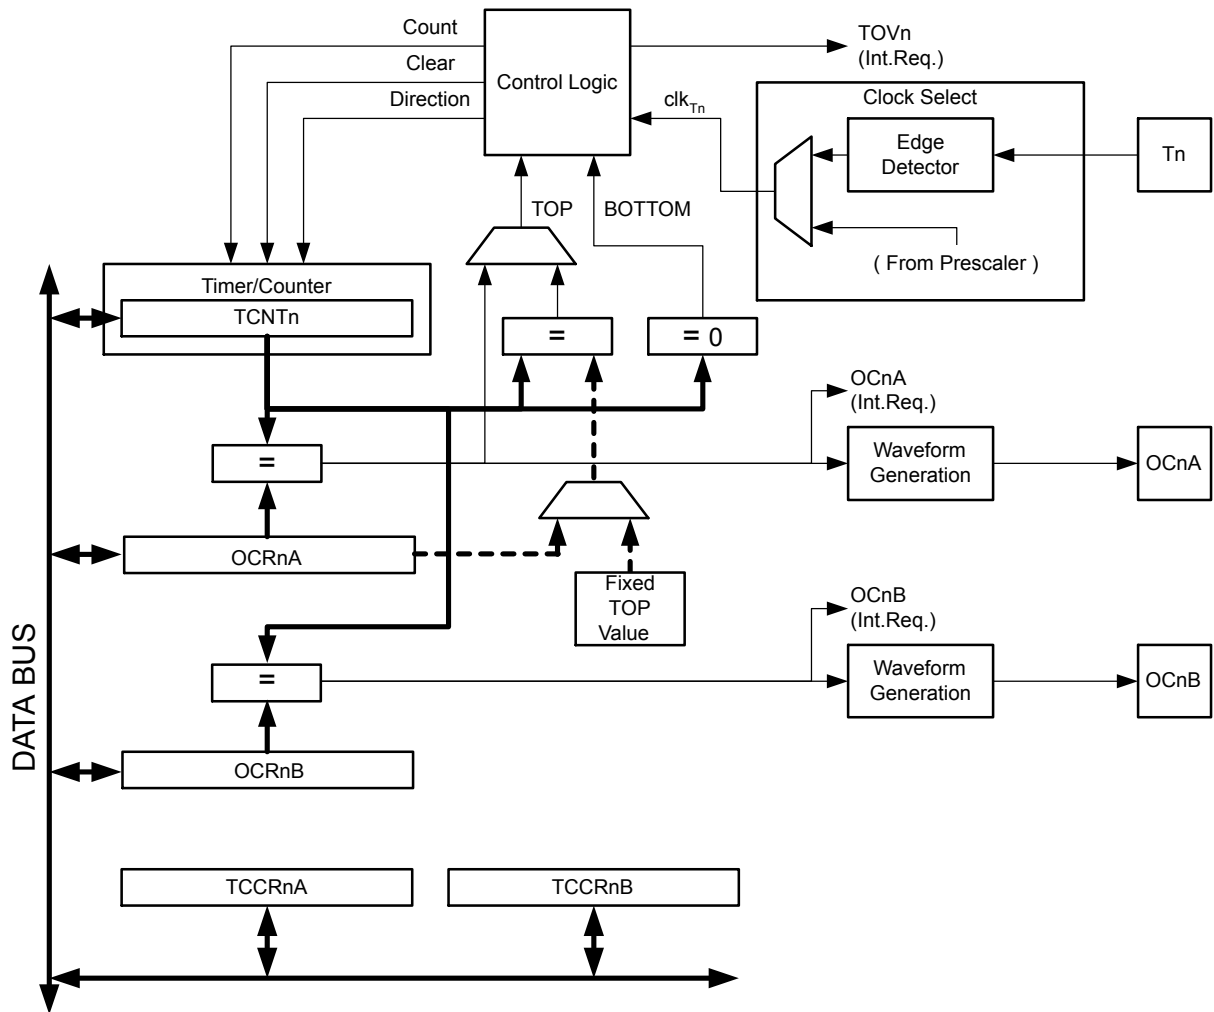 Count
Clear
Direction
Control Logic
TOVn
(Int.Req.)
clkTn
Clock Select
Edge
Detector
Tn
( From Prescaler )
TOP
BOTTOM
Timer/Counter
TCNTn
=
= 0
OCnA
(Int.Req.)
=
Waveform
Generation
OCnA
OCRnA
Fixed
TOP
Value
OCnB
(Int.Req.)
=
Waveform
Generation
OCnB
OCRnB
DATA BUS
TCCRnA
TCCRnB